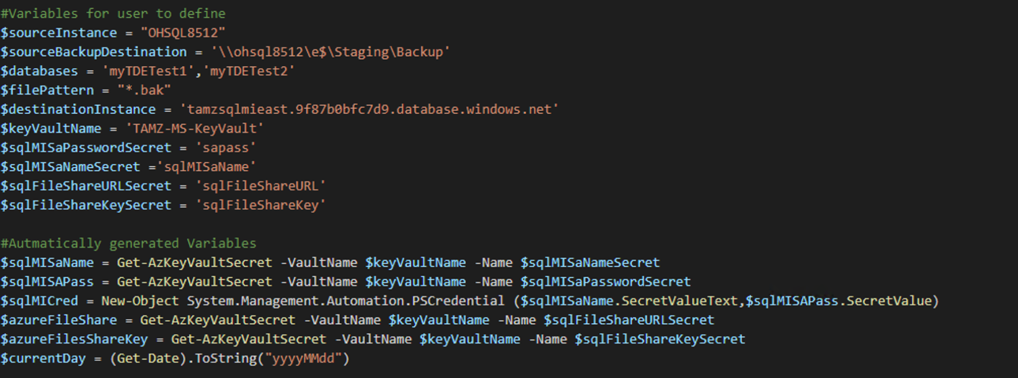 #Variables for user to define
$sourceInstance = "OHSQL8512"
$sourceBackupDestination = '\\ohsql8512\e$\Staging\Backup'
$databases = 'myTDETest1','myTDETest2'
$filePattern = "*.bak"
$destinationInstance = 'tamzsqlmieast.9f87b0bfc7d9.database.windows.net'
$keyVaultName = 'TAMZ-MS-KeyVault'
$sqlMISaPasswordSecret = 'sapass'
$sqlMISaNameSecret ='sqlMISaName'
$sqlFileShareURLSecret = 'sqlFileShareURL'
$sqlFileShareKeySecret = 'sqlFileShareKey'
#Autmatically generated Variables
$sqlMISaName = Get-AzKeyVaultSecret -VaultName $keyVaultName -Name $sqlMISaNameSecret
$sqlMISAPass = Get-AzKeyVaultSecret -VaultName $keyVaultName -Name $sqlMISaPasswordSecret
$sqlMICred = New-Object System.Management.Automation.PSCredential ($sqlMISaName.SecretValueText,$sqlMISAPass.SecretValue)
$azureFileShare = Get-AzKeyVaultSecret -VaultName $keyVaultName -Name $sqlFileShareURLSecret
$azureFilesShareKey = Get-AzKeyVaultSecret -VaultName $keyVaultName -Name $sqlFileShareKeySecret
$currentDay = (Get-Date).ToString("yyyyMMdd")